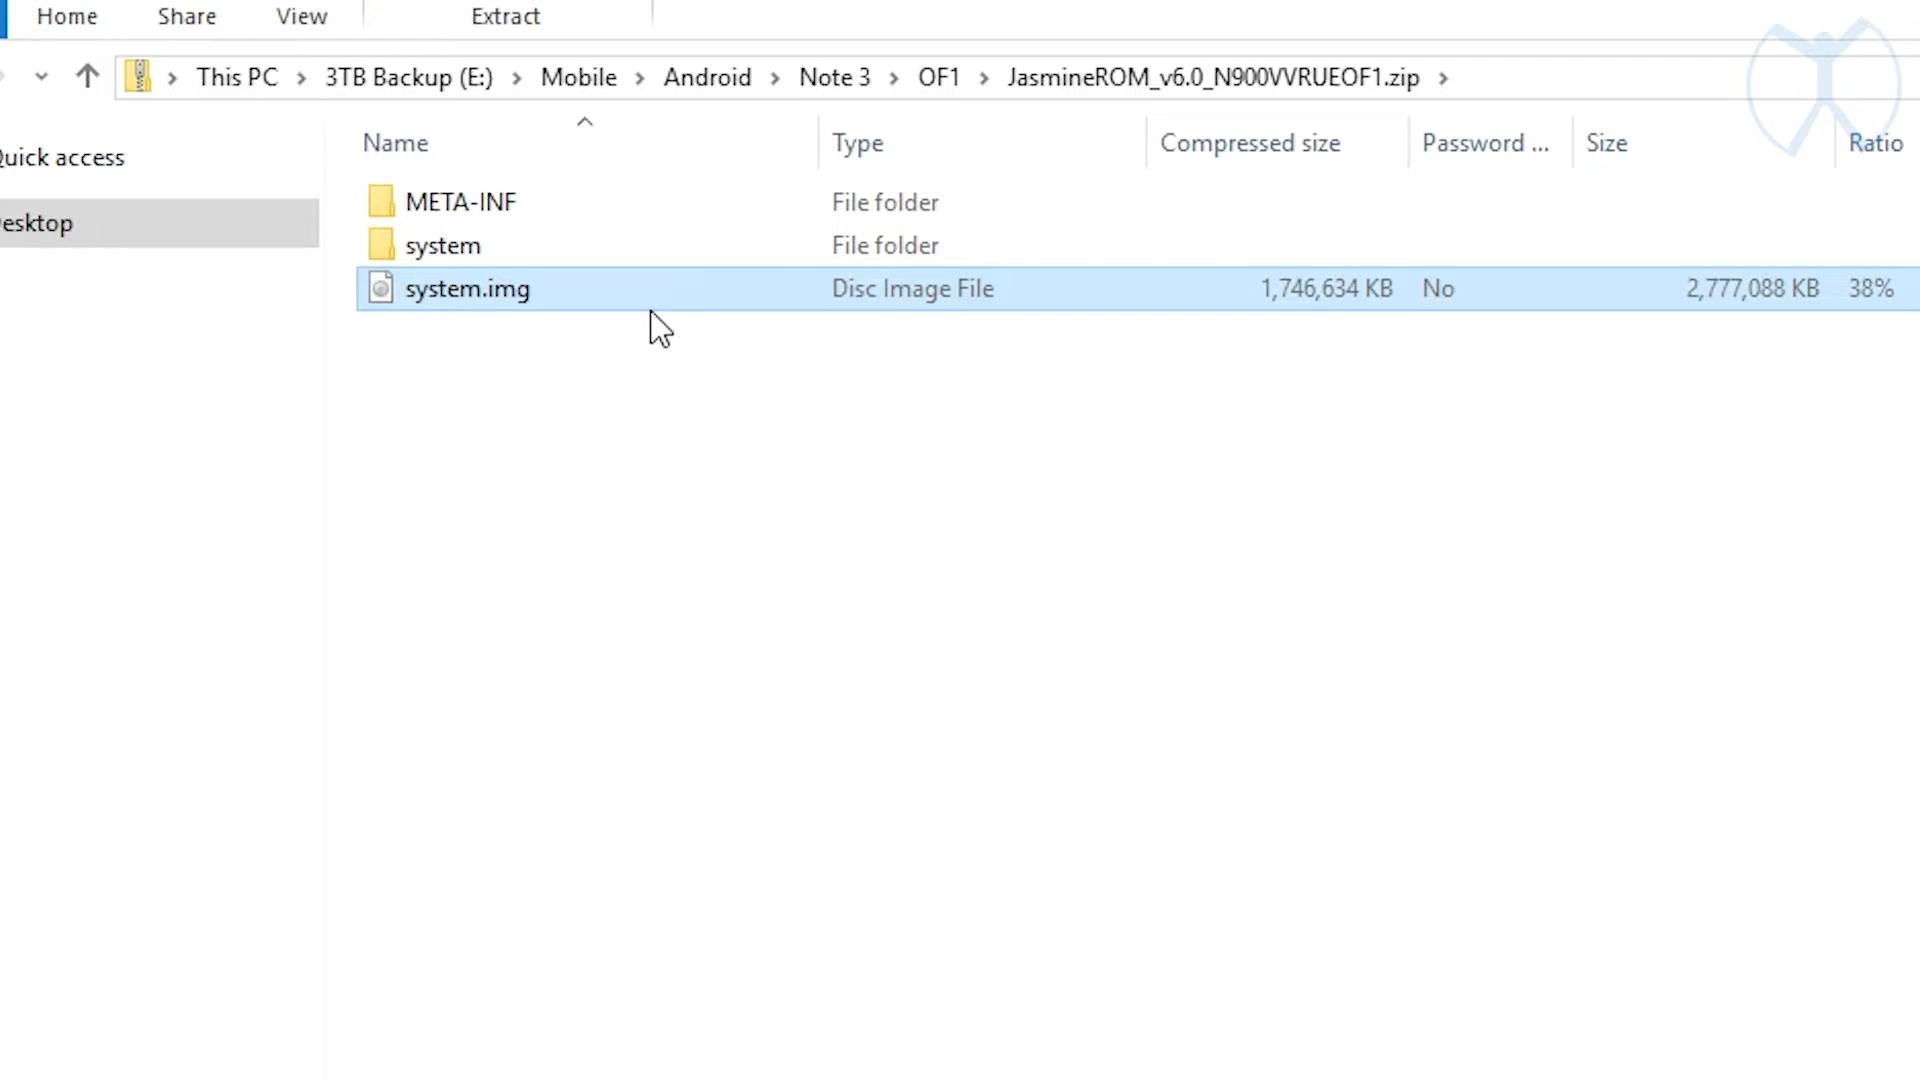 Home Share View Extract
This PC 3TB Backup (E:) Mobile Android Note 3 OF1 JasmineROM_v6.0_N900VVRUEOF1.zip
Quick access
esktop
Name Type Compressed size Password ... Size Ratio
META-INF File folder
system File folder
system.img Disc Image File 1,746,634 KB No 2,777,088 KB 38%